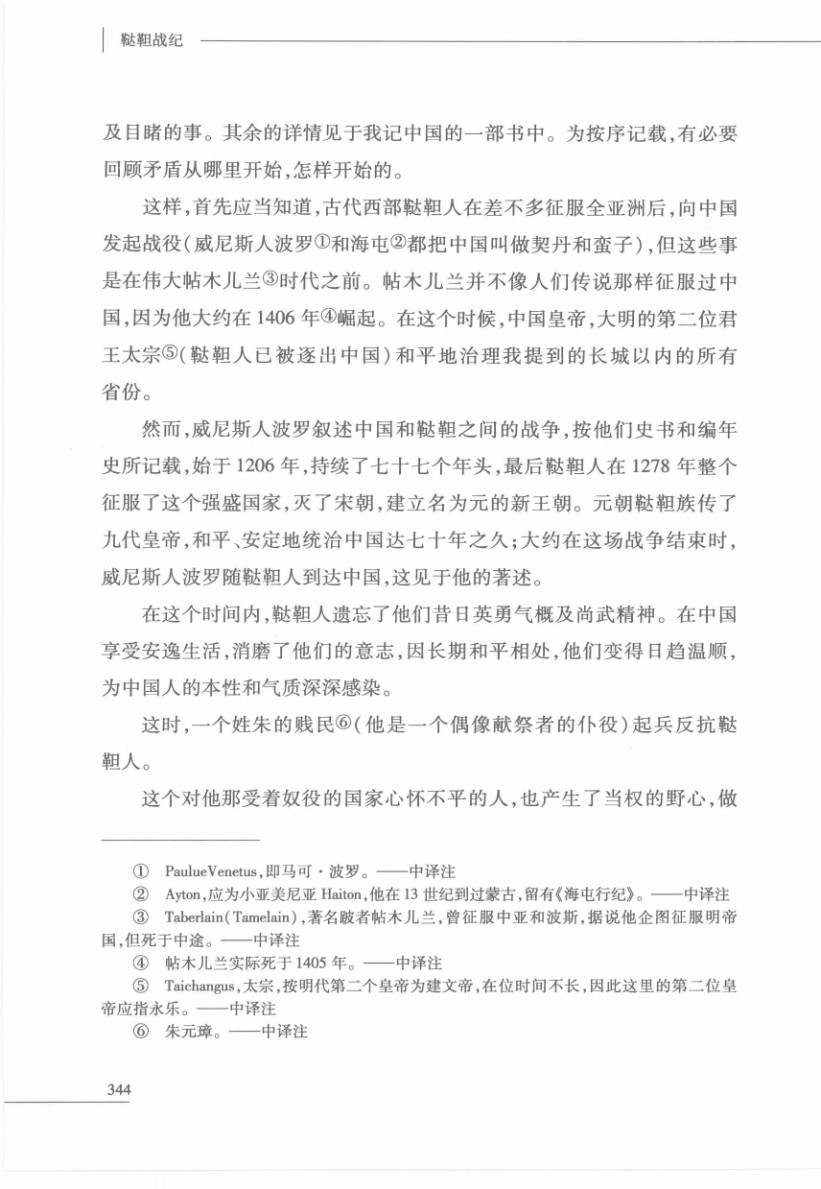 鞑靼战纪
及目睹的事。其余的详情见于我记中国的一部书中。为按序记载,有必要
回顾矛盾从哪里开始,怎样开始的。
这样,首先应当知道,古代西部鞑靼人在差不多征服全亚洲后,向中国
发起战役(威尼斯人波罗①和海屯②都把中国叫做契丹和蛮子),但这些事
是在伟大帖木儿兰③时代之前。帖木儿兰并不像人们传说那样征服过中
国,因为他大约在 1406 年④崛起。在这个时候,中国皇帝,大明的第二位君
王太宗⑤(鞑靼人已被逐出中国)和平地治理我提到的长城以内的所有
省份。
然而,威尼斯人波罗叙述中国和鞑靼之间的战争,按他们史书和编年
史所记载,始于 1206 年,持续了七十七个年头,最后鞑靼人在 1278 年整个
征服了这个强盛国家,灭了宋朝,建立名为元的新王朝。元朝鞑靼族传了
九代皇帝,和平、安定地统治中国达七十年之久;大约在这场战争结束时,
威尼斯人波罗随鞑靼人到达中国,这见于他的著述。
在这个时间内,鞑靼人遗忘了他们昔日英勇气概及尚武精神。在中国
享受安逸生活,消磨了他们的意志,因长期和平相处,他们变得日趋温顺,
为中国人的本性和气质深深感染。
这时,一个姓朱的贱民⑥(他是一个偶像献祭者的仆役)起兵反抗鞑
靼人。
这个对他那受着奴役的国家心怀不平的人,也产生了当权的野心,做
① PaulueVenetus,即马可·波罗。——中译注
② Ayton,应为小亚美尼亚 Haiton,他在 13 世纪到过蒙古,留有《海屯行纪》。——中译注
③ Taberlain(Tamelain),著名跛者帖木儿兰,曾征服中亚和波斯,据说他企图征服明帝
国,但死于中途。——中译注
④ 帖木儿兰实际死于 1405 年。——中译注
⑤ Taichangus,太宗,按明代第二个皇帝为建文帝,在位时间不长,因此这里的第二位皇
帝应指永乐。——中译注
⑥ 朱元璋。——中译注
344